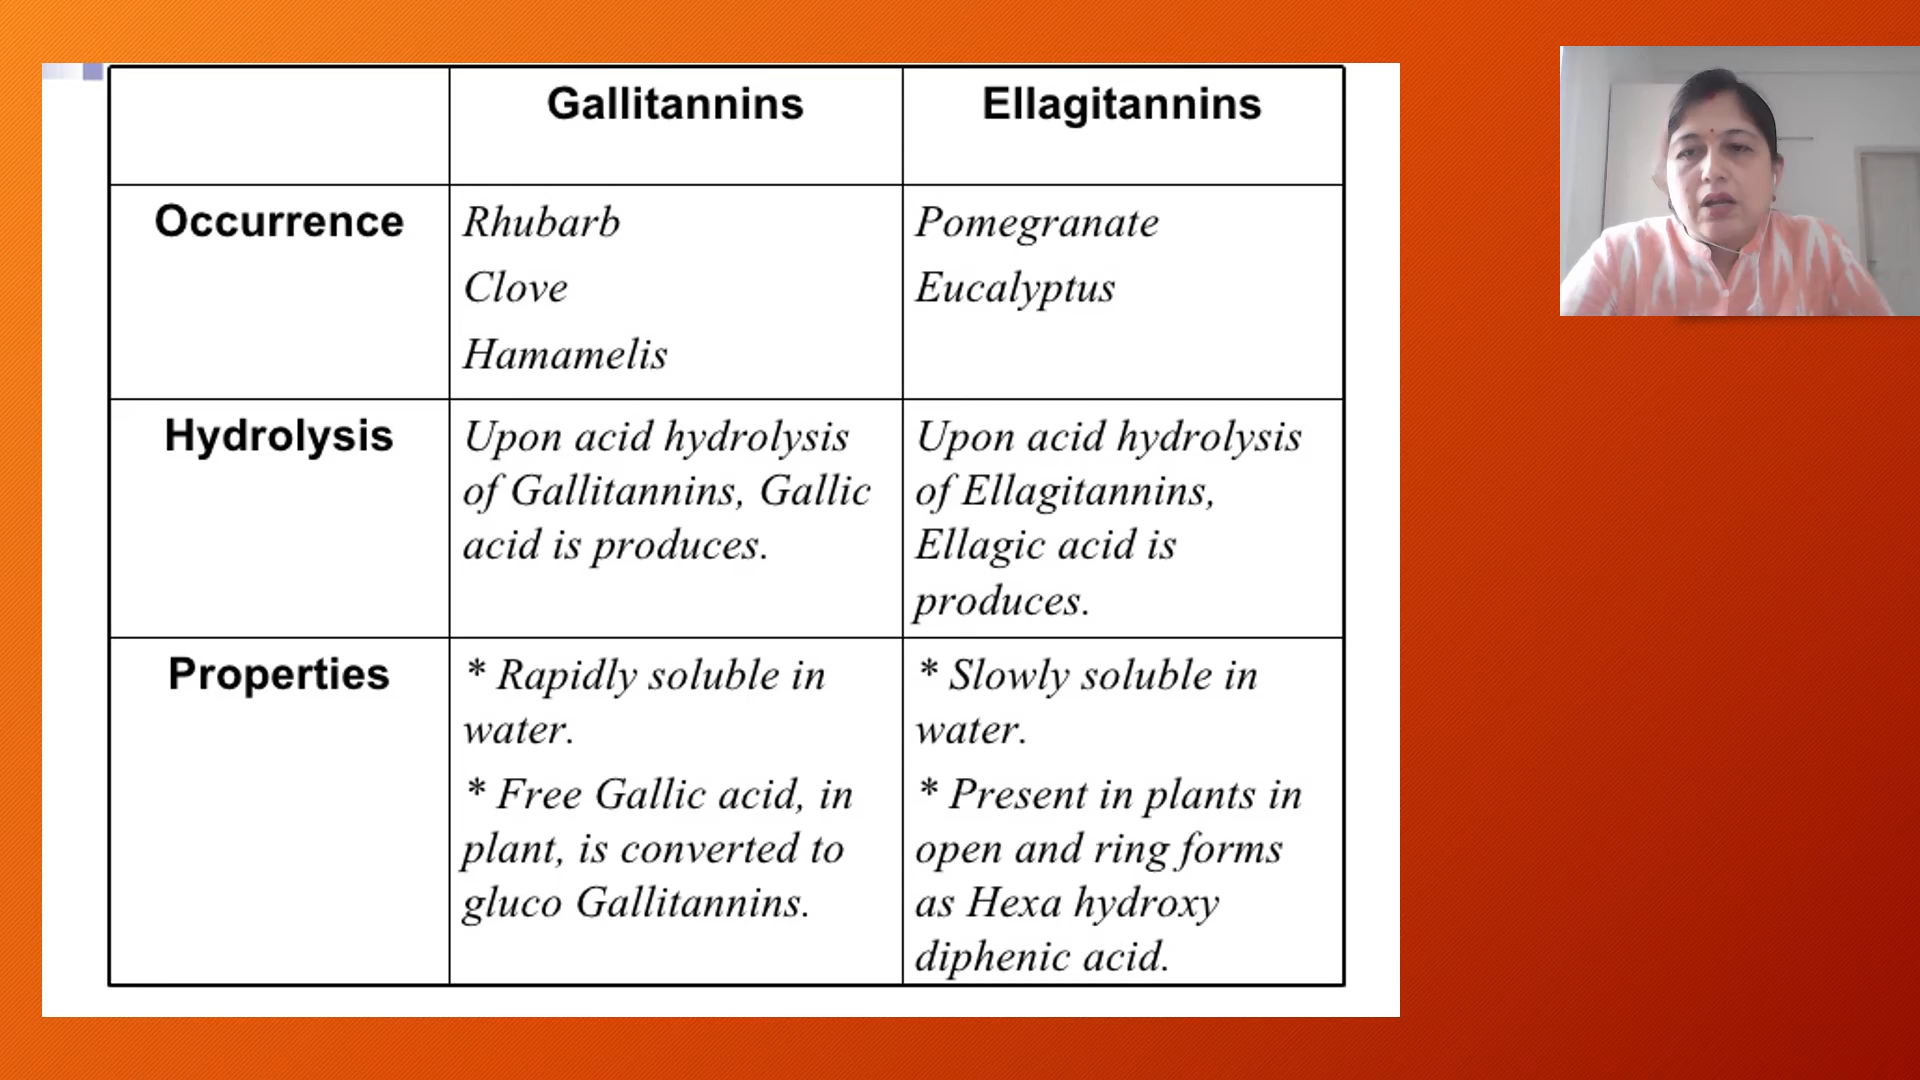 Gallitannins
Ellagitannins
Occurrence
Rhubarb
Clove
Hamamelis
Pomegranate
Eucalyptus
Hydrolysis
Upon acid hydrolysis
of Gallitannins, Gallic
acid is produces.
Upon acid hydrolysis
of Ellagitannins,
Ellagic acid is
produces.
Properties
* Rapidly soluble in
water.
* Free Gallic acid, in
plant, is converted to
gluco Gallitannins.
* Slowly soluble in
water.
* Present in plants in
open and ring forms
as Hexa hydroxy
diphenic acid.